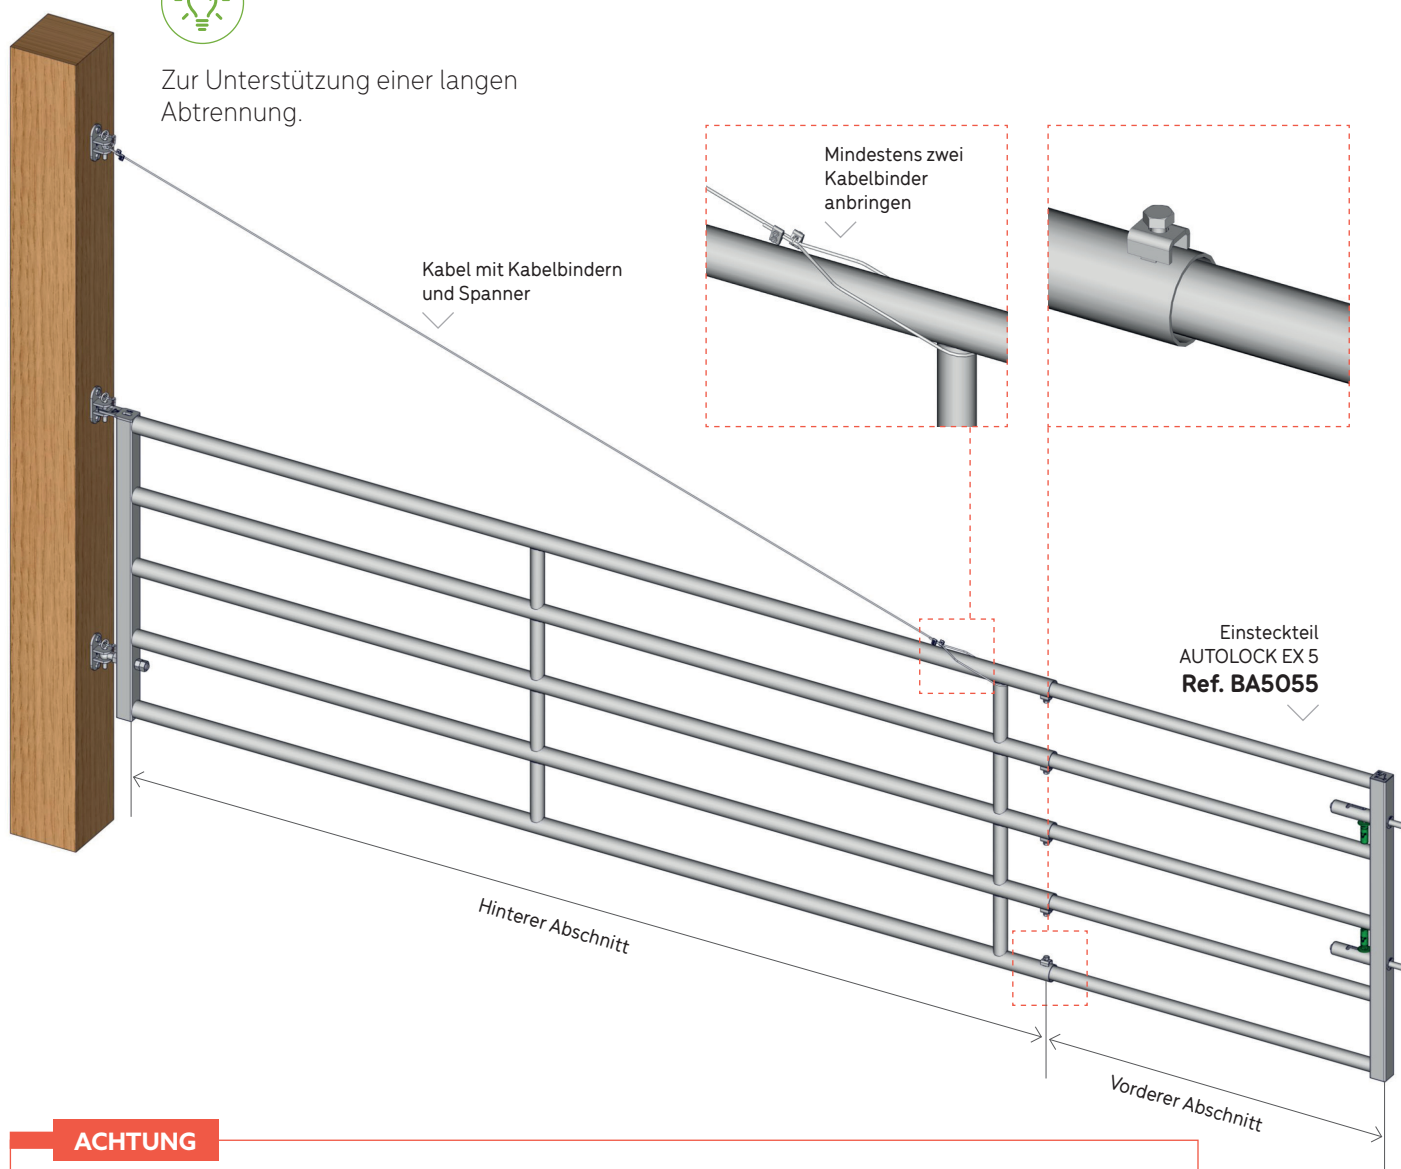 Zur Unterstützung einer langen
Abtrennung.
Mindestens zwei
Kabelbinder
anbringen
Kabel mit Kabelbindern
und Spanner
Einsteckteil
AUTOLOCK EX 5
Ref. BA5055
Hinterer Abschnitt
Vorderer Abschnitt
ACHTUNG